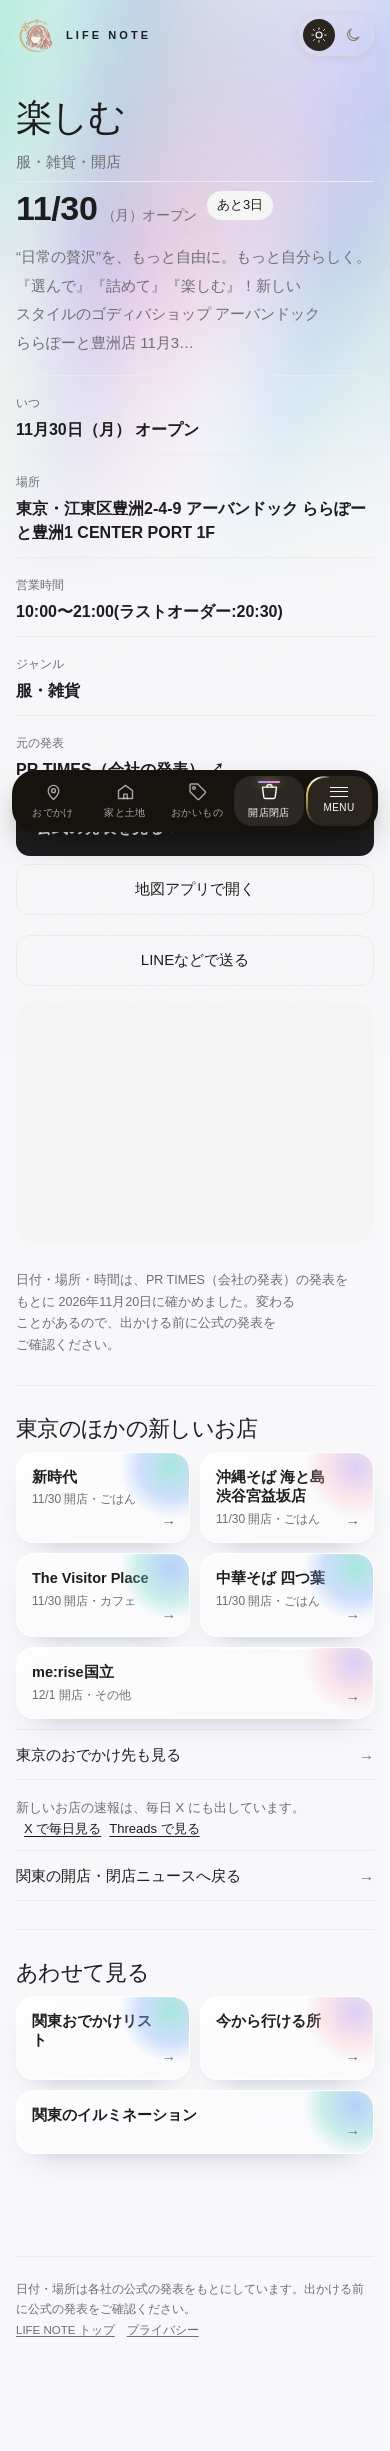 LIFE NOTE
楽しむ
服・雑貨・開店
11/30 （月）オープン あと3日
“日常の贅沢”を、もっと自由に。もっと自分らしく。
『選んで』『詰めて』『楽しむ』！新しい
スタイルのゴディバショップ アーバンドック
ららぽーと豊洲店 11月3…
いつ
11月30日（月） オープン
場所
東京・江東区豊洲2-4-9 アーバンドック ららぽー
と豊洲1 CENTER PORT 1F
営業時間
10:00〜21:00(ラストオーダー:20:30)
ジャンル
服・雑貨
元の発表
PR TIMES（会社の発表） ↗
おでかけ 家と土地 おかいもの 開店閉店 MENU
地図アプリで開く
LINEなどで送る
日付・場所・時間は、PR TIMES（会社の発表）の発表を
もとに 2026年11月20日に確かめました。変わる
ことがあるので、出かける前に公式の発表を
ご確認ください。
東京のほかの新しいお店
新時代
11/30 開店・ごはん
→
沖縄そば 海と島
渋谷宮益坂店
11/30 開店・ごはん
→
The Visitor Place
11/30 開店・カフェ
→
中華そば 四つ葉
11/30 開店・ごはん
→
me:rise国立
12/1 開店・その他
→
東京のおでかけ先も見る →
新しいお店の速報は、毎日 X にも出しています。
X で毎日見る Threads で見る
関東の開店・閉店ニュースへ戻る →
あわせて見る
関東おでかけリス
ト
→
今から行ける所
→
関東のイルミネーション
→
日付・場所は各社の公式の発表をもとにしています。出かける前
に公式の発表をご確認ください。
LIFE NOTE トップ プライバシー